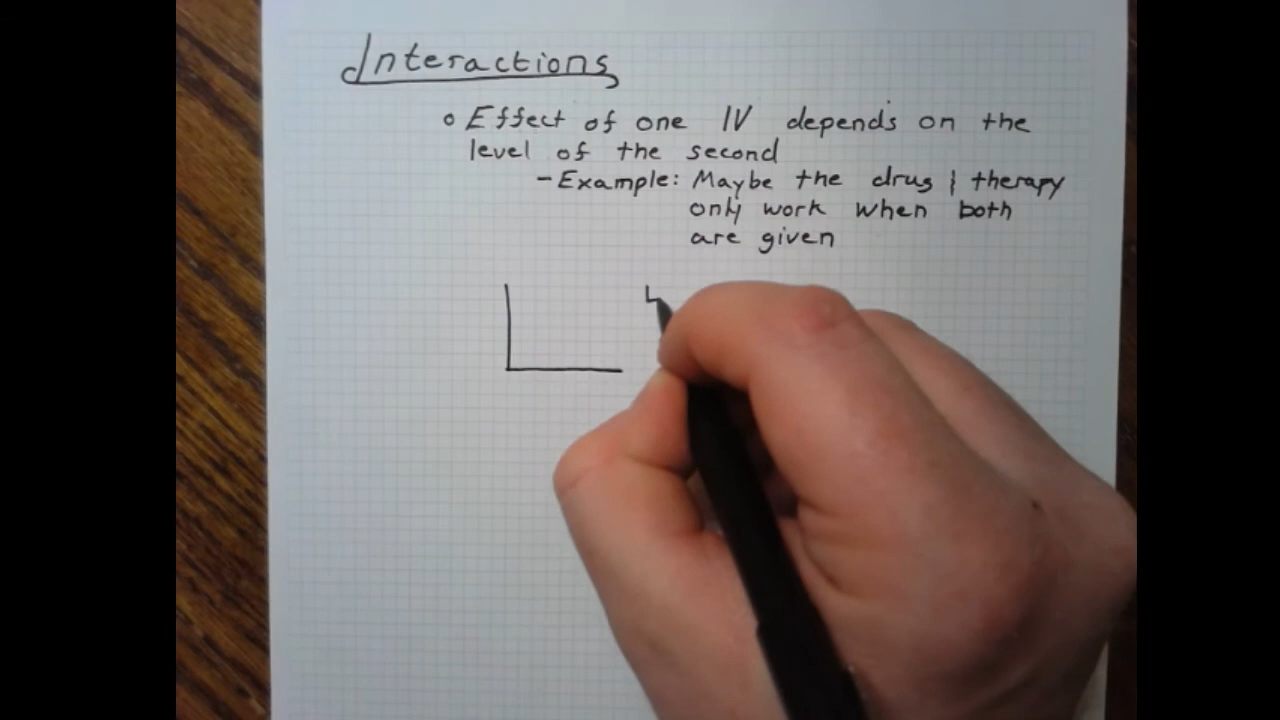 Interactions
o Effect of one IV depends on the
level of the second
- Example: Maybe the drug & therapy
only work when both
are given